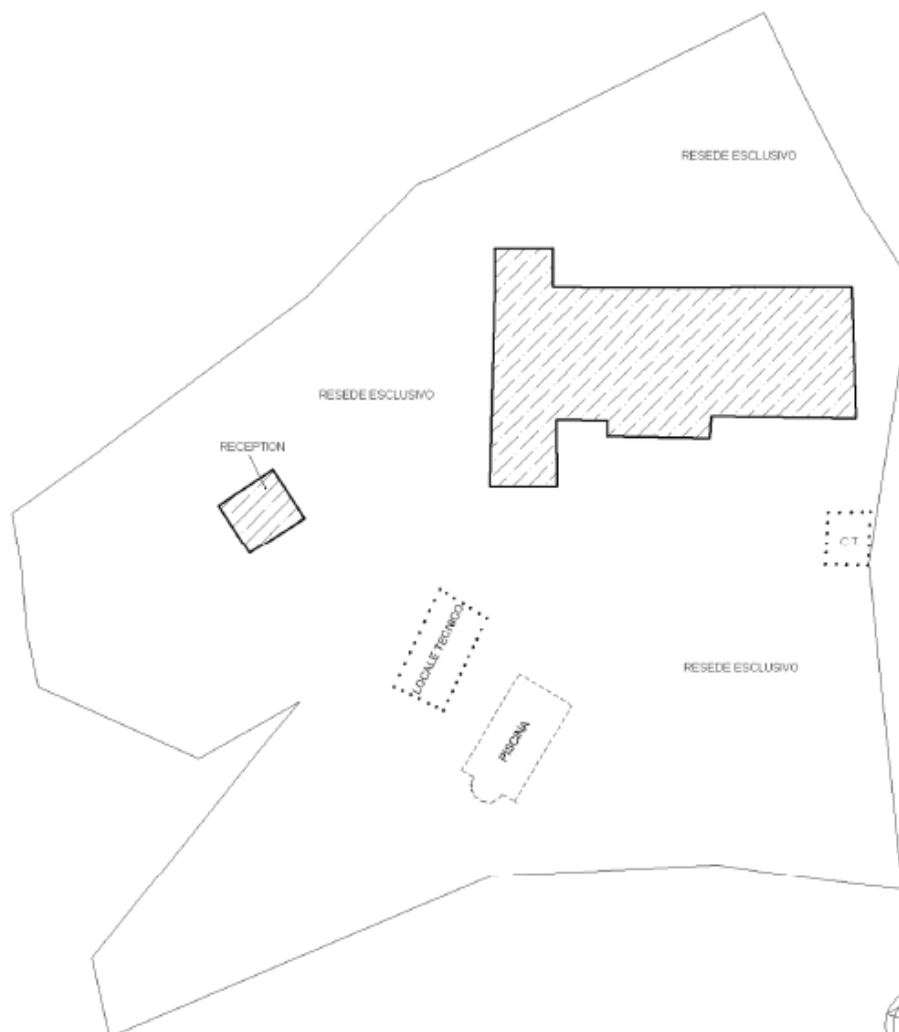 RESEDE ESCLUSIVO
RESEDE ESCLUSIVO
RECEPTION
C.T.
LOCALE TECNICO
RESEDE ESCLUSIVO
PISCINA